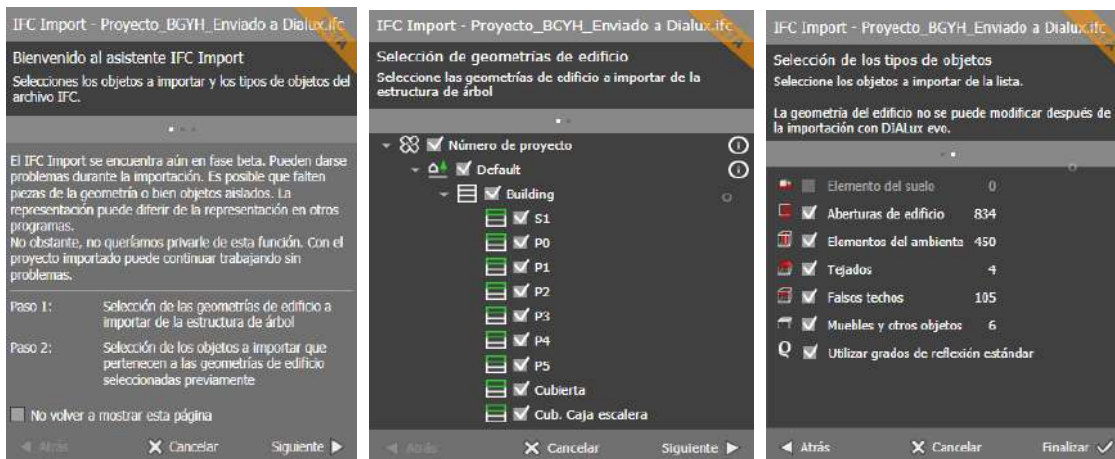 IFC Import - Proyecto_BGYH_Enviado a Dialux.ifc
Bienvenido al asistente IFC Import
Selecciones los objetos a importar y los tipos de objetos del
archivo IFC.
El IFC Import se encuentra aún en fase beta. Pueden darse
problemas durante la importación. Es posible que falten
piezas de la geometría o bien objetos aislados. La
representación puede diferir de la representación en otros
programas.
No obstante, no queríamos privarle de esta función. Con el
proyecto importado puede continuar trabajando sin
problemas.
Paso 1: Selección de las geometrías de edificio a
importar de la estructura de árbol
Paso 2: Selección de los objetos a importar que
pertenecen a las geometrías de edificio
seleccionadas previamente
No volver a mostrar esta página
Atrás Cancelar Siguiente
IFC Import - Proyecto_BGYH_Enviado a Dialux.ifc
Selección de geometrías de edificio
Seleccione las geometrías de edificio a importar de la
estructura de árbol
Número de proyecto
Default
Building
S1
P0
P1
P2
P3
P4
P5
Cubierta
Cub. Caja escalera
Atrás Cancelar Siguiente
IFC Import - Proyecto_BGYH_Enviado a Dialux.ifc
Selección de los tipos de objetos
Seleccione los objetos a importar de la lista.
La geometría del edificio no se puede modificar después de
la importación con DIALux evo.
Elemento del suelo 0
Aberturas de edificio 834
Elementos del ambiente 450
Tejados 4
Falsos techos 105
Muebles y otros objetos 6
Utilizar grados de reflexión estándar
Atrás Cancelar Finalizar